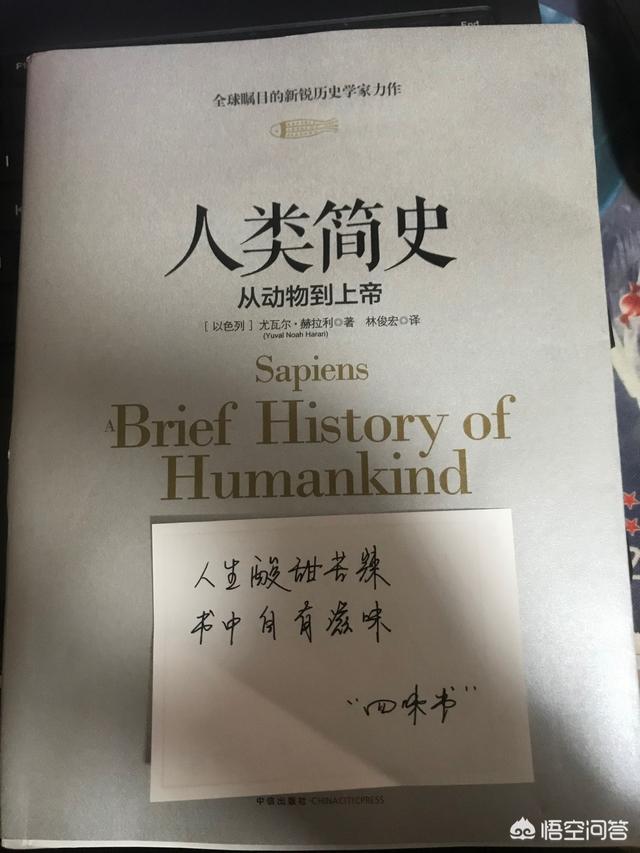 End
全球瞩目的新锐历史学家力作
人类简史
从动物到上帝
[以色列] 尤瓦尔·赫拉利◎著 林俊宏◎译
(Yuval Noah Harari)
Sapiens
A Brief History of
Humankind
人生酸甜苦辣
书中自有滋味
“四味书”
中信出版社·CHINACITICPRESS
悟空问答